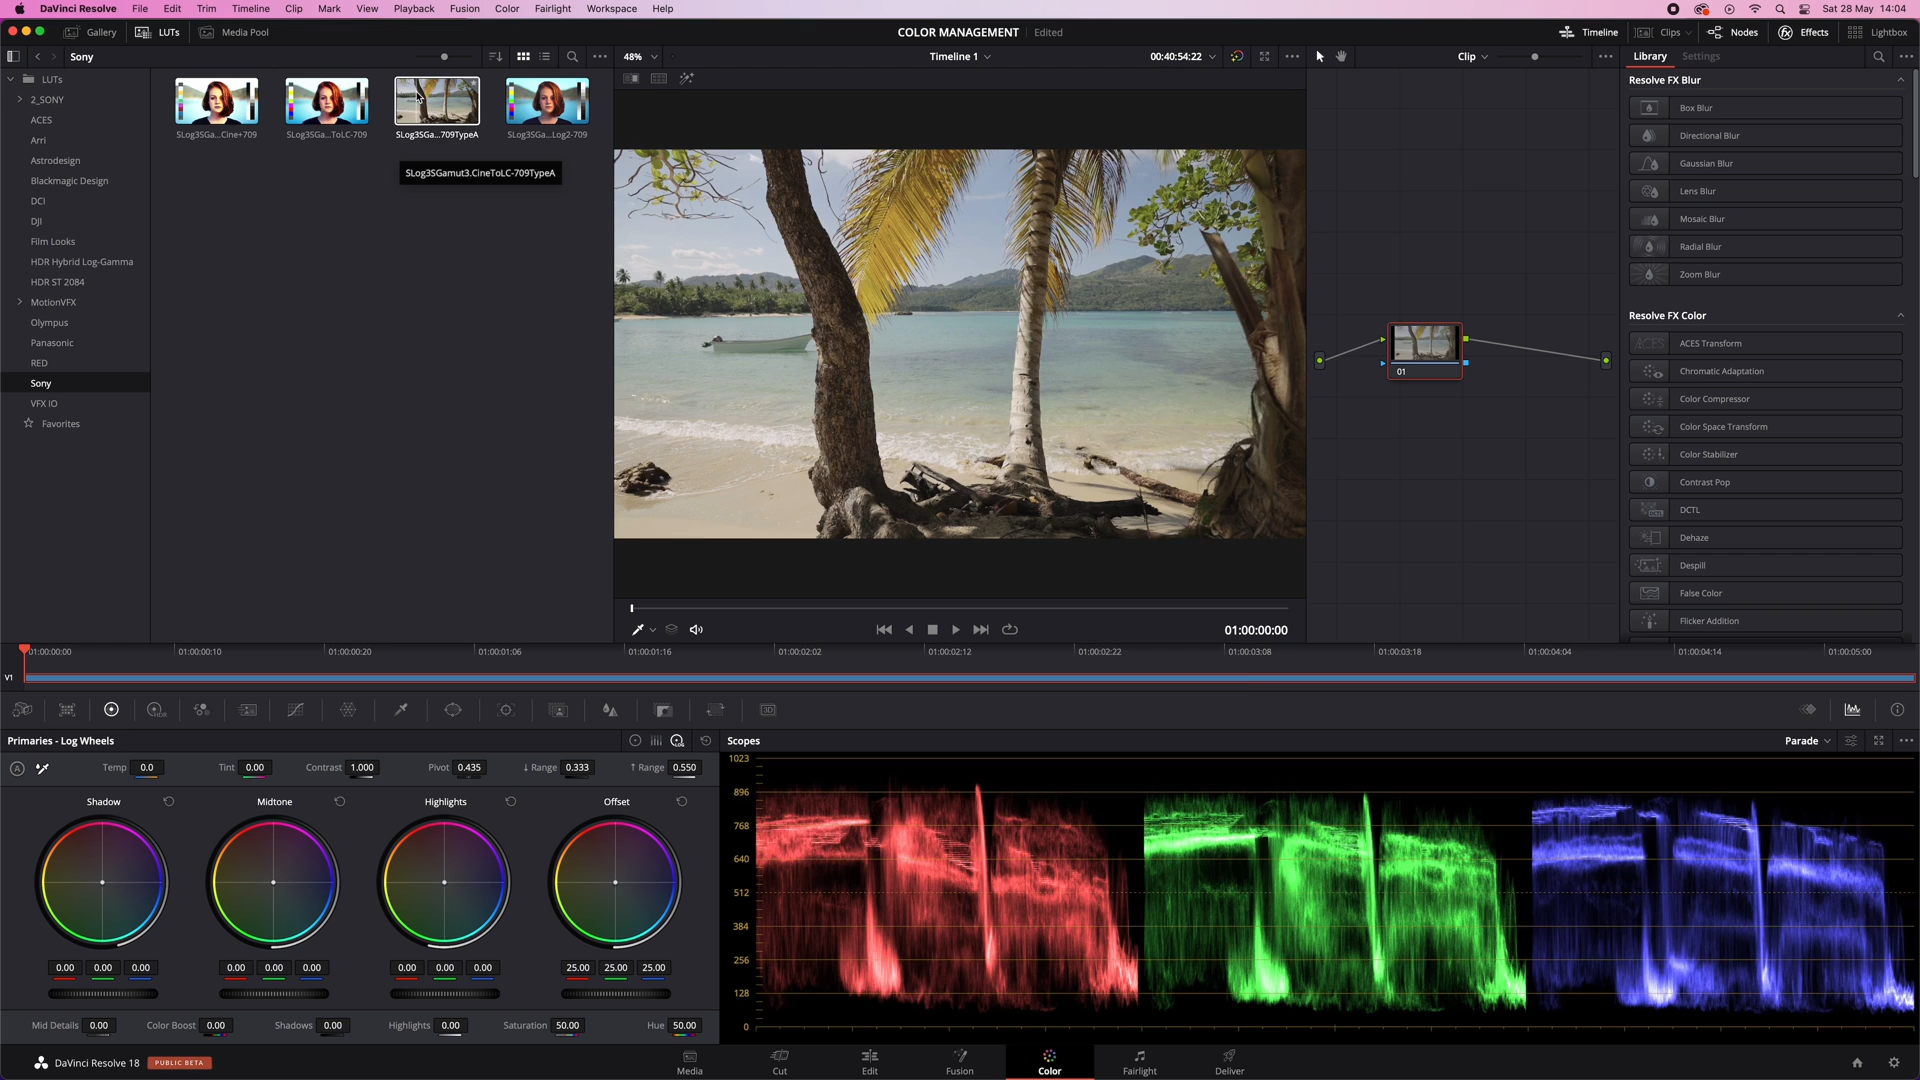 DaVinci Resolve File Edit Trim Timeline Clip Mark View Playback Fusion Color Fairlight Workspace Help Sat 28 May 14:04
Gallery LUTs Media Pool COLOR MANAGEMENT Edited Timeline Clips Nodes Effects Lightbox
Sony 48% Timeline 1 00:40:54:22 Clip Library Settings
LUTs
2_SONY
ACES
Arri
Astrodesign
Blackmagic Design
DCI
DJI
Film Looks
HDR Hybrid Log-Gamma
HDR ST 2084
MotionVFX
Olympus
Panasonic
RED
Sony
VFX IO
Favorites
SLog3SGa...Cine+709 SLog3SGa...ToLC-709 SLog3SGa...709TypeA SLog3SGa...Log2-709
SLog3SGamut3.CineToLC-709TypeA
01
Resolve FX Blur
Box Blur
Directional Blur
Gaussian Blur
Lens Blur
Mosaic Blur
Radial Blur
Zoom Blur
Resolve FX Color
ACES Transform
Chromatic Adaptation
Color Compressor
Color Space Transform
Color Stabilizer
Contrast Pop
DCTL
Dehaze
Despill
False Color
Flicker Addition
01:00:00:00
01:00:00:00 01:00:00:10 01:00:00:20 01:00:01:06 01:00:01:16 01:00:02:02 01:00:02:12 01:00:02:22 01:00:03:08 01:00:03:18 01:00:04:04 01:00:04:14 01:00:05:00
V1
HDR 3D
Primaries - Log Wheels
LOG
A Temp 0.0 Tint 0.00 Contrast 1.000 Pivot 0.435 ↓ Range 0.333 ↑ Range 0.550
Shadow Midtone Highlights Offset
0.00 0.00 0.00 0.00 0.00 0.00 0.00 0.00 0.00 25.00 25.00 25.00
Mid Details 0.00 Color Boost 0.00 Shadows 0.00 Highlights 0.00 Saturation 50.00 Hue 50.00
Scopes Parade
1023
896
768
640
512
384
256
128
0
DaVinci Resolve 18 PUBLIC BETA
Media Cut Edit Fusion Color Fairlight Deliver